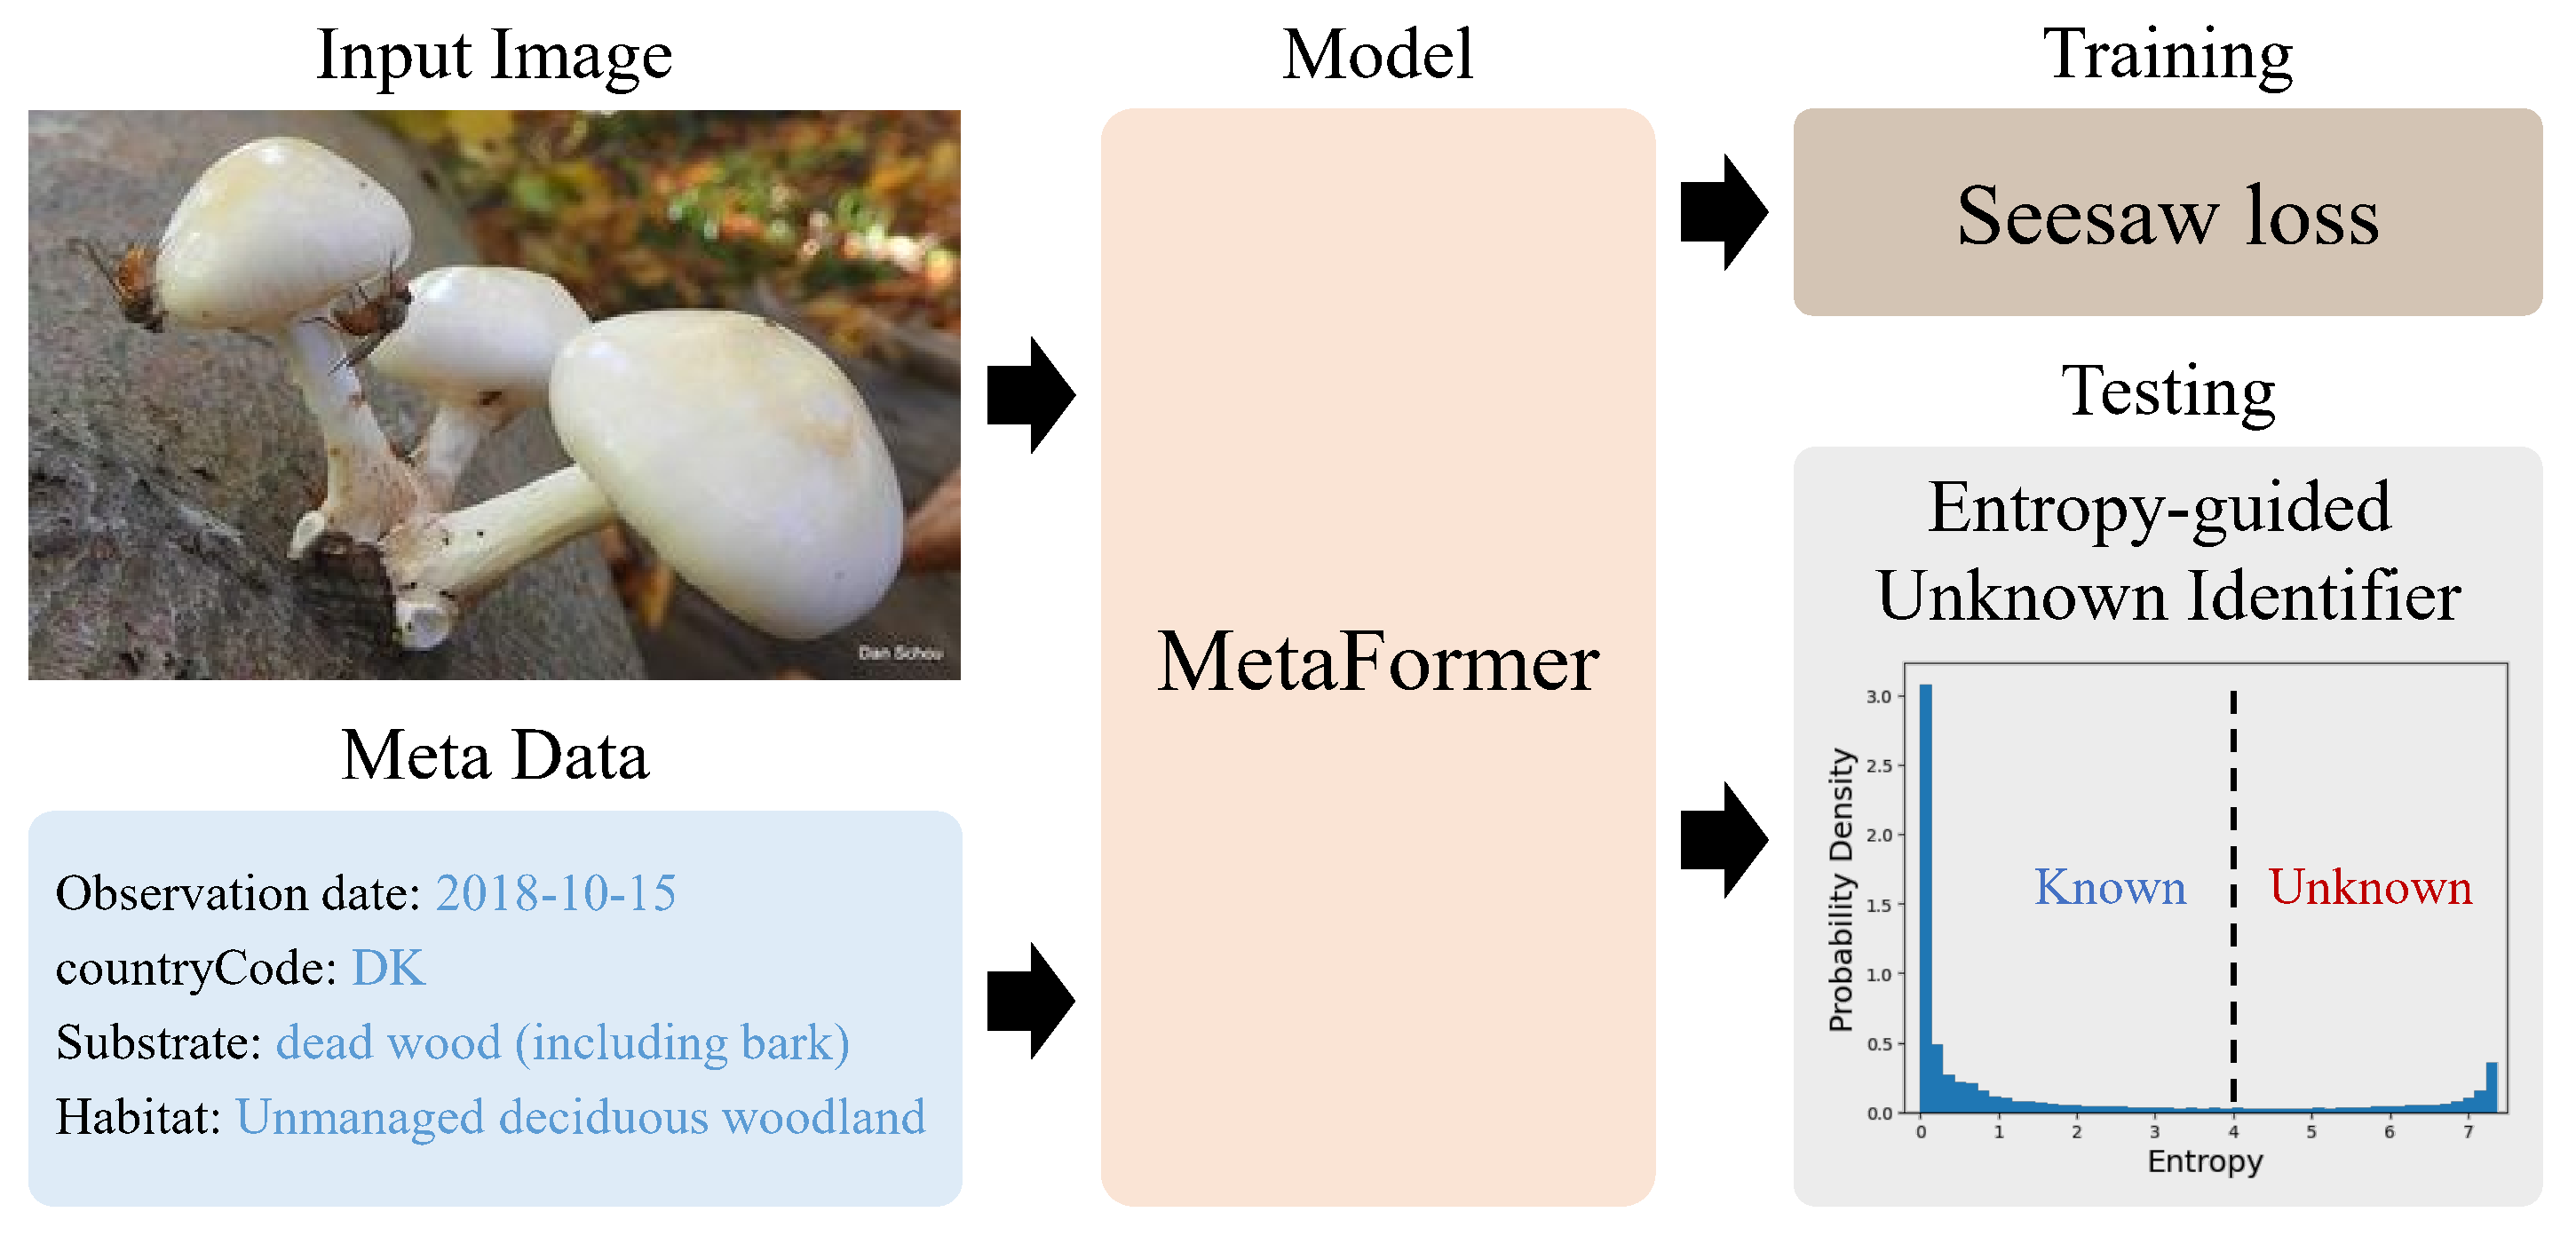 Input Image
Dan Schou
Meta Data
Observation date: 2018-10-15
countryCode: DK
Substrate: dead wood (including bark)
Habitat: Unmanaged deciduous woodland
Model
MetaFormer
Training
Seesaw loss
Testing
Entropy-guided
Unknown Identifier
Probability Density
3.0
2.5
2.0
1.5
1.0
0.5
0.0
Known
Unknown
0 1 2 3 4 5 6 7
Entropy